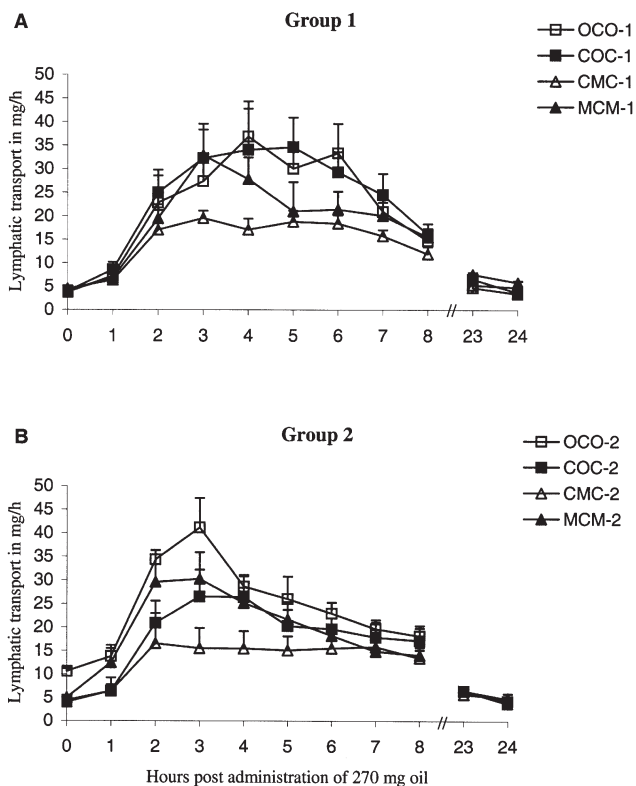 A
Group 1
OCO-1
COC-1
CMC-1
MCM-1
Lymphatic transport in mg/h
50
45
40
35
30
25
20
15
10
5
0
0 1 2 3 4 5 6 7 8 // 23 24
B
Group 2
OCO-2
COC-2
CMC-2
MCM-2
Lymphatic transport in mg/h
50
45
40
35
30
25
20
15
10
5
0
0 1 2 3 4 5 6 7 8 // 23 24
Hours post administration of 270 mg oil